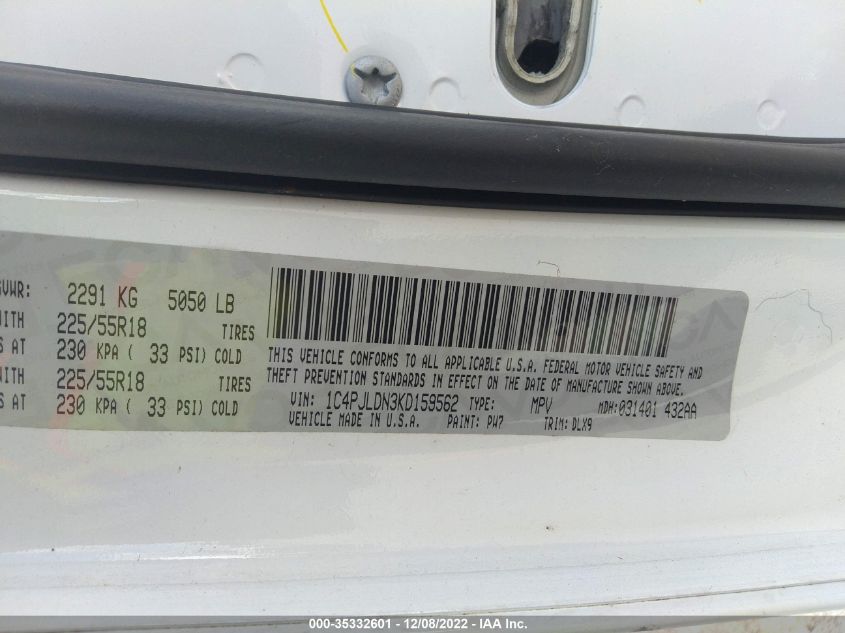 GVWR: 2291 KG 5050 LB
WITH 225/55R18 TIRES
S AT 230 KPA ( 33 PSI) COLD
WITH 225/55R18 TIRES
S AT 230 KPA ( 33 PSI) COLD
THIS VEHICLE CONFORMS TO ALL APPLICABLE U.S.A. FEDERAL MOTOR VEHICLE SAFETY AND
THEFT PREVENTION STANDARDS IN EFFECT ON THE DATE OF MANUFACTURE SHOWN ABOVE.
VIN: 1C4PJLDN3KD159562 TYPE: MPV MDH:031401 432AA
VEHICLE MADE IN U.S.A. PAINT: PW7 TRIM: DLX9
000-35332601 - 12/08/2022 - IAA Inc.